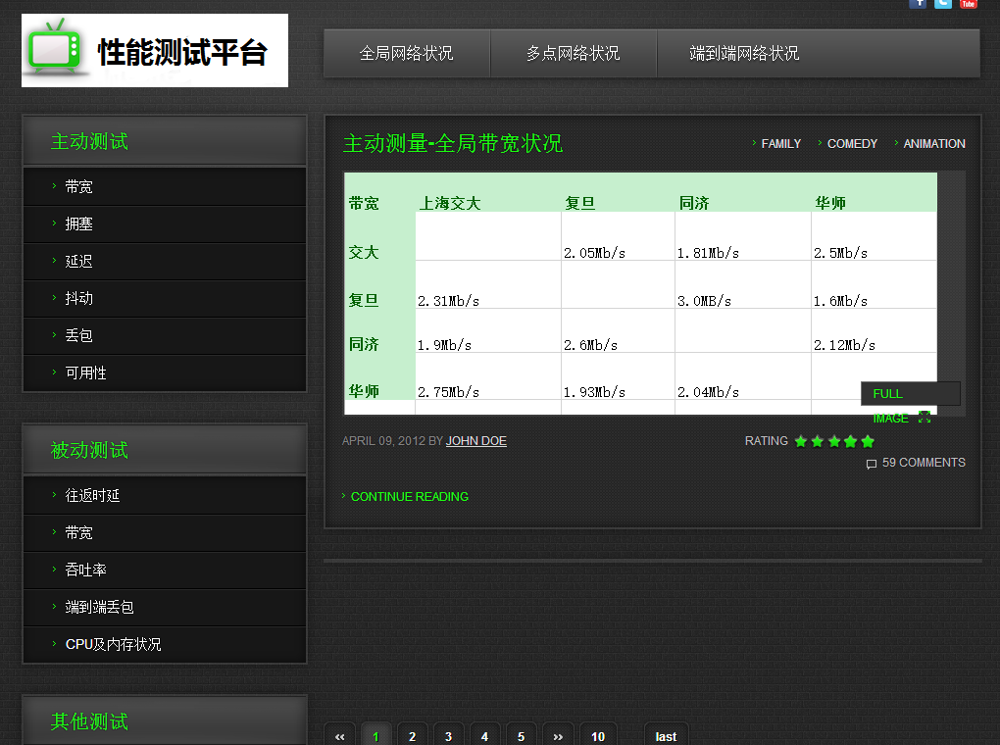 性能测试平台
全局网络状况 多点网络状况 端到端网络状况
主动测试
带宽
拥塞
延迟
抖动
丢包
可用性
被动测试
往返时延
带宽
吞吐率
端到端丢包
CPU及内存状况
其他测试
主动测量-全局带宽状况
FAMILY COMEDY ANIMATION
带宽 上海交大 复旦 同济 华师
交大 2.05Mb/s 1.81Mb/s 2.5Mb/s
复旦 2.31Mb/s 3.0MB/s 1.6Mb/s
同济 1.9Mb/s 2.6Mb/s 2.12Mb/s
华师 2.75Mb/s 1.93Mb/s 2.04Mb/s
FULL
IMAGE
APRIL 09, 2012 BY JOHN DOE RATING
59 COMMENTS
CONTINUE READING
‹‹ 1 2 3 4 5 ›› 10 last
You